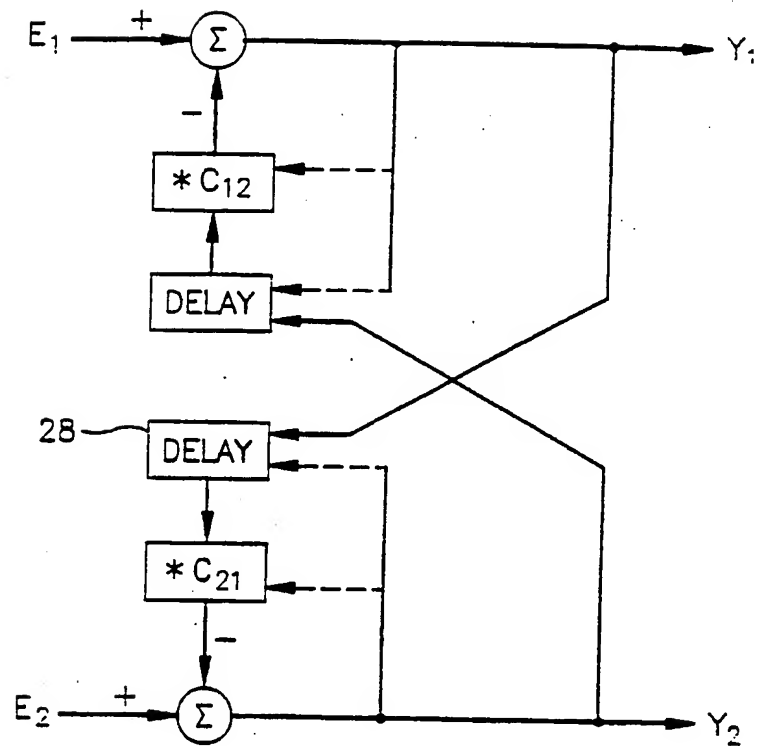 E₁ + Σ Y₁
−
* C₁₂
DELAY
28 DELAY
* C₂₁
−
E₂ + Σ Y₂